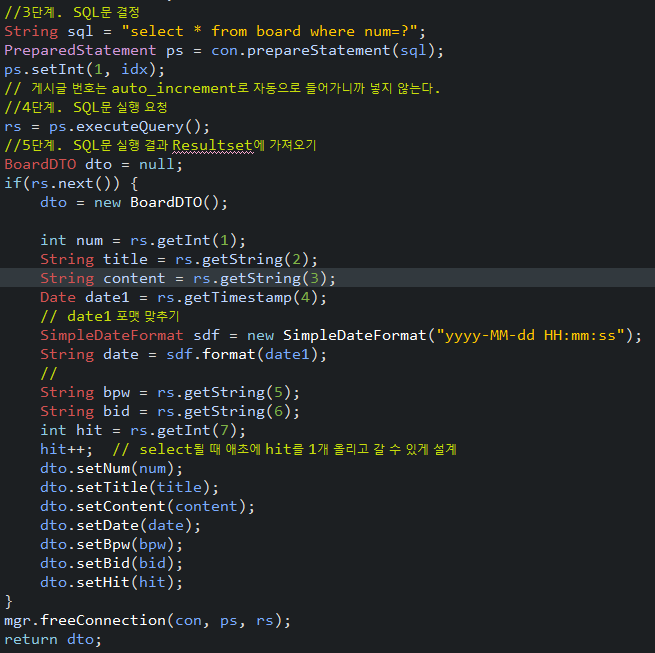 //3단계. SQL문 결정
String sql = "select * from board where num=?";
PreparedStatement ps = con.prepareStatement(sql);
ps.setInt(1, idx);
// 게시글 번호는 auto_increment로 자동으로 들어가니까 넣지 않는다.
//4단계. SQL문 실행 요청
rs = ps.executeQuery();
//5단계. SQL문 실행 결과 Resultset에 가져오기
BoardDTO dto = null;
if(rs.next()) {
    dto = new BoardDTO();

    int num = rs.getInt(1);
    String title = rs.getString(2);
    String content = rs.getString(3);
    Date date1 = rs.getTimestamp(4);
    // date1 포맷 맞추기
    SimpleDateFormat sdf = new SimpleDateFormat("yyyy-MM-dd HH:mm:ss");
    String date = sdf.format(date1);
    //
    String bpw = rs.getString(5);
    String bid = rs.getString(6);
    int hit = rs.getInt(7);
    hit++;  // select될 때 애초에 hit를 1개 올리고 갈 수 있게 설계
    dto.setNum(num);
    dto.setTitle(title);
    dto.setContent(content);
    dto.setDate(date);
    dto.setBpw(bpw);
    dto.setBid(bid);
    dto.setHit(hit);
}
mgr.freeConnection(con, ps, rs);
return dto;